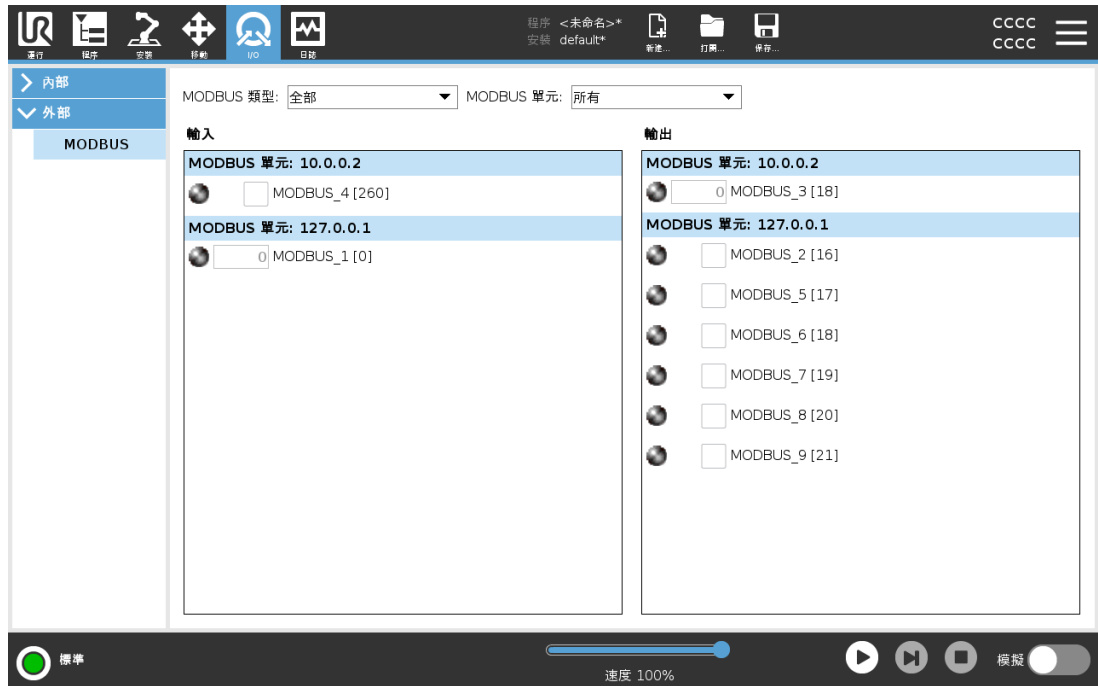 UR
運行 程序 安裝 移動 I/O 日誌
程序 <未命名>*
安裝 default*
新建... 打開... 保存...
CCCC
CCCC
內部
外部
MODBUS
MODBUS 類型: 全部 MODBUS 單元: 所有
輸入
MODBUS 單元: 10.0.0.2
MODBUS_4 [260]
MODBUS 單元: 127.0.0.1
0 MODBUS_1 [0]
輸出
MODBUS 單元: 10.0.0.2
0 MODBUS_3 [18]
MODBUS 單元: 127.0.0.1
MODBUS_2 [16]
MODBUS_5 [17]
MODBUS_6 [18]
MODBUS_7 [19]
MODBUS_8 [20]
MODBUS_9 [21]
標準
速度 100%
模擬